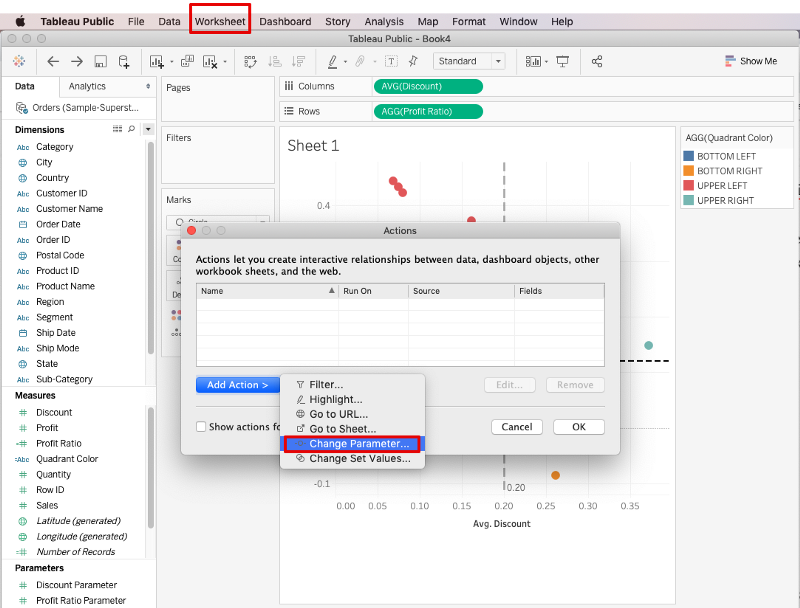 Tableau Public File Data Worksheet Dashboard Story Analysis Map Format Window Help
Tableau Public - Book4
Standard
Show Me
Data Analytics
Orders (Sample-Superst...
Dimensions
Abc Category
City
Country
Abc Customer ID
Abc Customer Name
Order Date
Abc Order ID
Postal Code
Abc Product ID
Abc Product Name
Abc Region
Abc Segment
Ship Date
Abc Ship Mode
State
Abc Sub-Category
Measures
# Discount
# Profit
=# Profit Ratio
=Abc Quadrant Color
# Quantity
# Row ID
# Sales
Latitude (generated)
Longitude (generated)
=# Number of Records
Parameters
# Discount Parameter
# Profit Ratio Parameter
Pages
Filters
Marks
Circle
Co
De
Columns AVG(Discount)
Rows AGG(Profit Ratio)
Sheet 1
0.4
-0.1
0.20
0.00 0.05 0.10 0.15 0.20 0.25 0.30 0.35
Avg. Discount
AGG(Quadrant Color)
BOTTOM LEFT
BOTTOM RIGHT
UPPER LEFT
UPPER RIGHT
Actions
Actions let you create interactive relationships between data, dashboard objects, other
workbook sheets, and the web.
Name Run On Source Fields
Add Action > Edit... Remove
Filter...
Highlight...
Go to URL...
Go to Sheet...
Change Parameter...
Change Set Values...
Show actions fo
Cancel OK